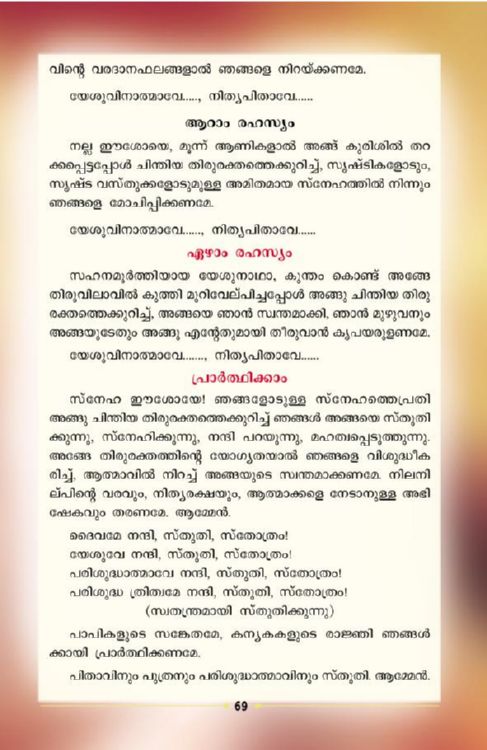 വിന്റെ വരദാനഫലങ്ങളാൽ ഞങ്ങളെ നിറയ്ക്കണമേ.
യേശുവിനാത്മാവേ....., നിത്യപിതാവേ......
ആറാം രഹസ്യം
നല്ല ഈശോയെ, മൂന്ന് ആണികളാൽ അങ്ങ് കുരിശിൽ തറ
ക്കപ്പെട്ടപ്പോൾ ചിന്തിയ തിരുരക്തത്തെക്കുറിച്ച്, സൃഷ്ടികളോടും,
സൃഷ്ട വസ്തുക്കളോടുമുള്ള അമിതമായ സ്നേഹത്തിൽ നിന്നും
ഞങ്ങളെ മോചിപ്പിക്കണമേ.
യേശുവിനാത്മാവേ......, നിത്യപിതാവേ......
ഏഴാം രഹസ്യം
സഹനമൂർത്തിയായ യേശുനാഥാ, കുന്തം കൊണ്ട് അങ്ങേ
തിരുവിലാവിൽ കുത്തി മുറിവേല്പിച്ചപ്പോൾ അങ്ങു ചിന്തിയ തിരു
രക്തത്തെക്കുറിച്ച്, അങ്ങയെ ഞാൻ സ്വന്തമാക്കി, ഞാൻ മുഴുവനും
അങ്ങയുടേതും അങ്ങു എന്റേതുമായി തീരുവാൻ കൃപയരുളണമേ.
യേശുവിനാത്മാവേ......., നിത്യപിതാവേ......
പ്രാർത്ഥിക്കാം
സ്നേഹ ഈശോയേ! ഞങ്ങളോടുള്ള സ്നേഹത്തെപ്രതി
അങ്ങു ചിന്തിയ തിരുരക്തത്തെക്കുറിച്ച് ഞങ്ങൾ അങ്ങയെ സ്തുതി
ക്കുന്നു, സ്നേഹിക്കുന്നു, നന്ദി പറയുന്നു, മഹത്വപ്പെടുത്തുന്നു.
അങ്ങേ തിരുരക്തത്തിന്റെ യോഗ്യതയാൽ ഞങ്ങളെ വിശുദ്ധീക
രിച്ച്, ആത്മാവിൽ നിറച്ച് അങ്ങയുടെ സ്വന്തമാക്കണമേ. നിലനി
ല്പിന്റെ വരവും, നിത്യരക്ഷയും, ആത്മാക്കളെ നേടാനുള്ള അഭി
ഷേകവും തരണമേ. ആമ്മേൻ.
ദൈവമേ നന്ദി, സ്തുതി, സ്തോത്രം!
യേശുവേ നന്ദി, സ്തുതി, സ്തോത്രം!
പരിശുദ്ധാത്മാവേ നന്ദി, സ്തുതി, സ്തോത്രം!
പരിശുദ്ധ ത്രിത്വമേ നന്ദി, സ്തുതി, സ്തോത്രം!
(സ്വതന്ത്രമായി സ്തുതിക്കുന്നു)
പാപികളുടെ സങ്കേതമേ, കന്യകകളുടെ രാജ്ഞി ഞങ്ങൾ
ക്കായി പ്രാർത്ഥിക്കണമേ.
പിതാവിനും പുത്രനും പരിശുദ്ധാത്മാവിനും സ്തുതി. ആമ്മേൻ.
69